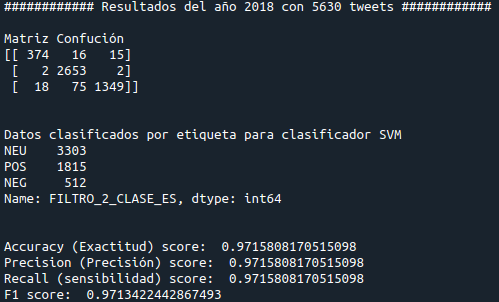 ############ Resultados del año 2018 con 5630 tweets ############
Matriz Confución
[[ 374 16 15]
[ 2 2653 2]
[ 18 75 1349]]
Datos clasificados por etiqueta para clasificador SVM
NEU 3303
POS 1815
NEG 512
Name: FILTRO_2_CLASE_ES, dtype: int64
Accuracy (Exactitud) score: 0.9715808170515098
Precision (Precisión) score: 0.9715808170515098
Recall (sensibilidad) score: 0.9715808170515098
F1 score: 0.9713422442867493